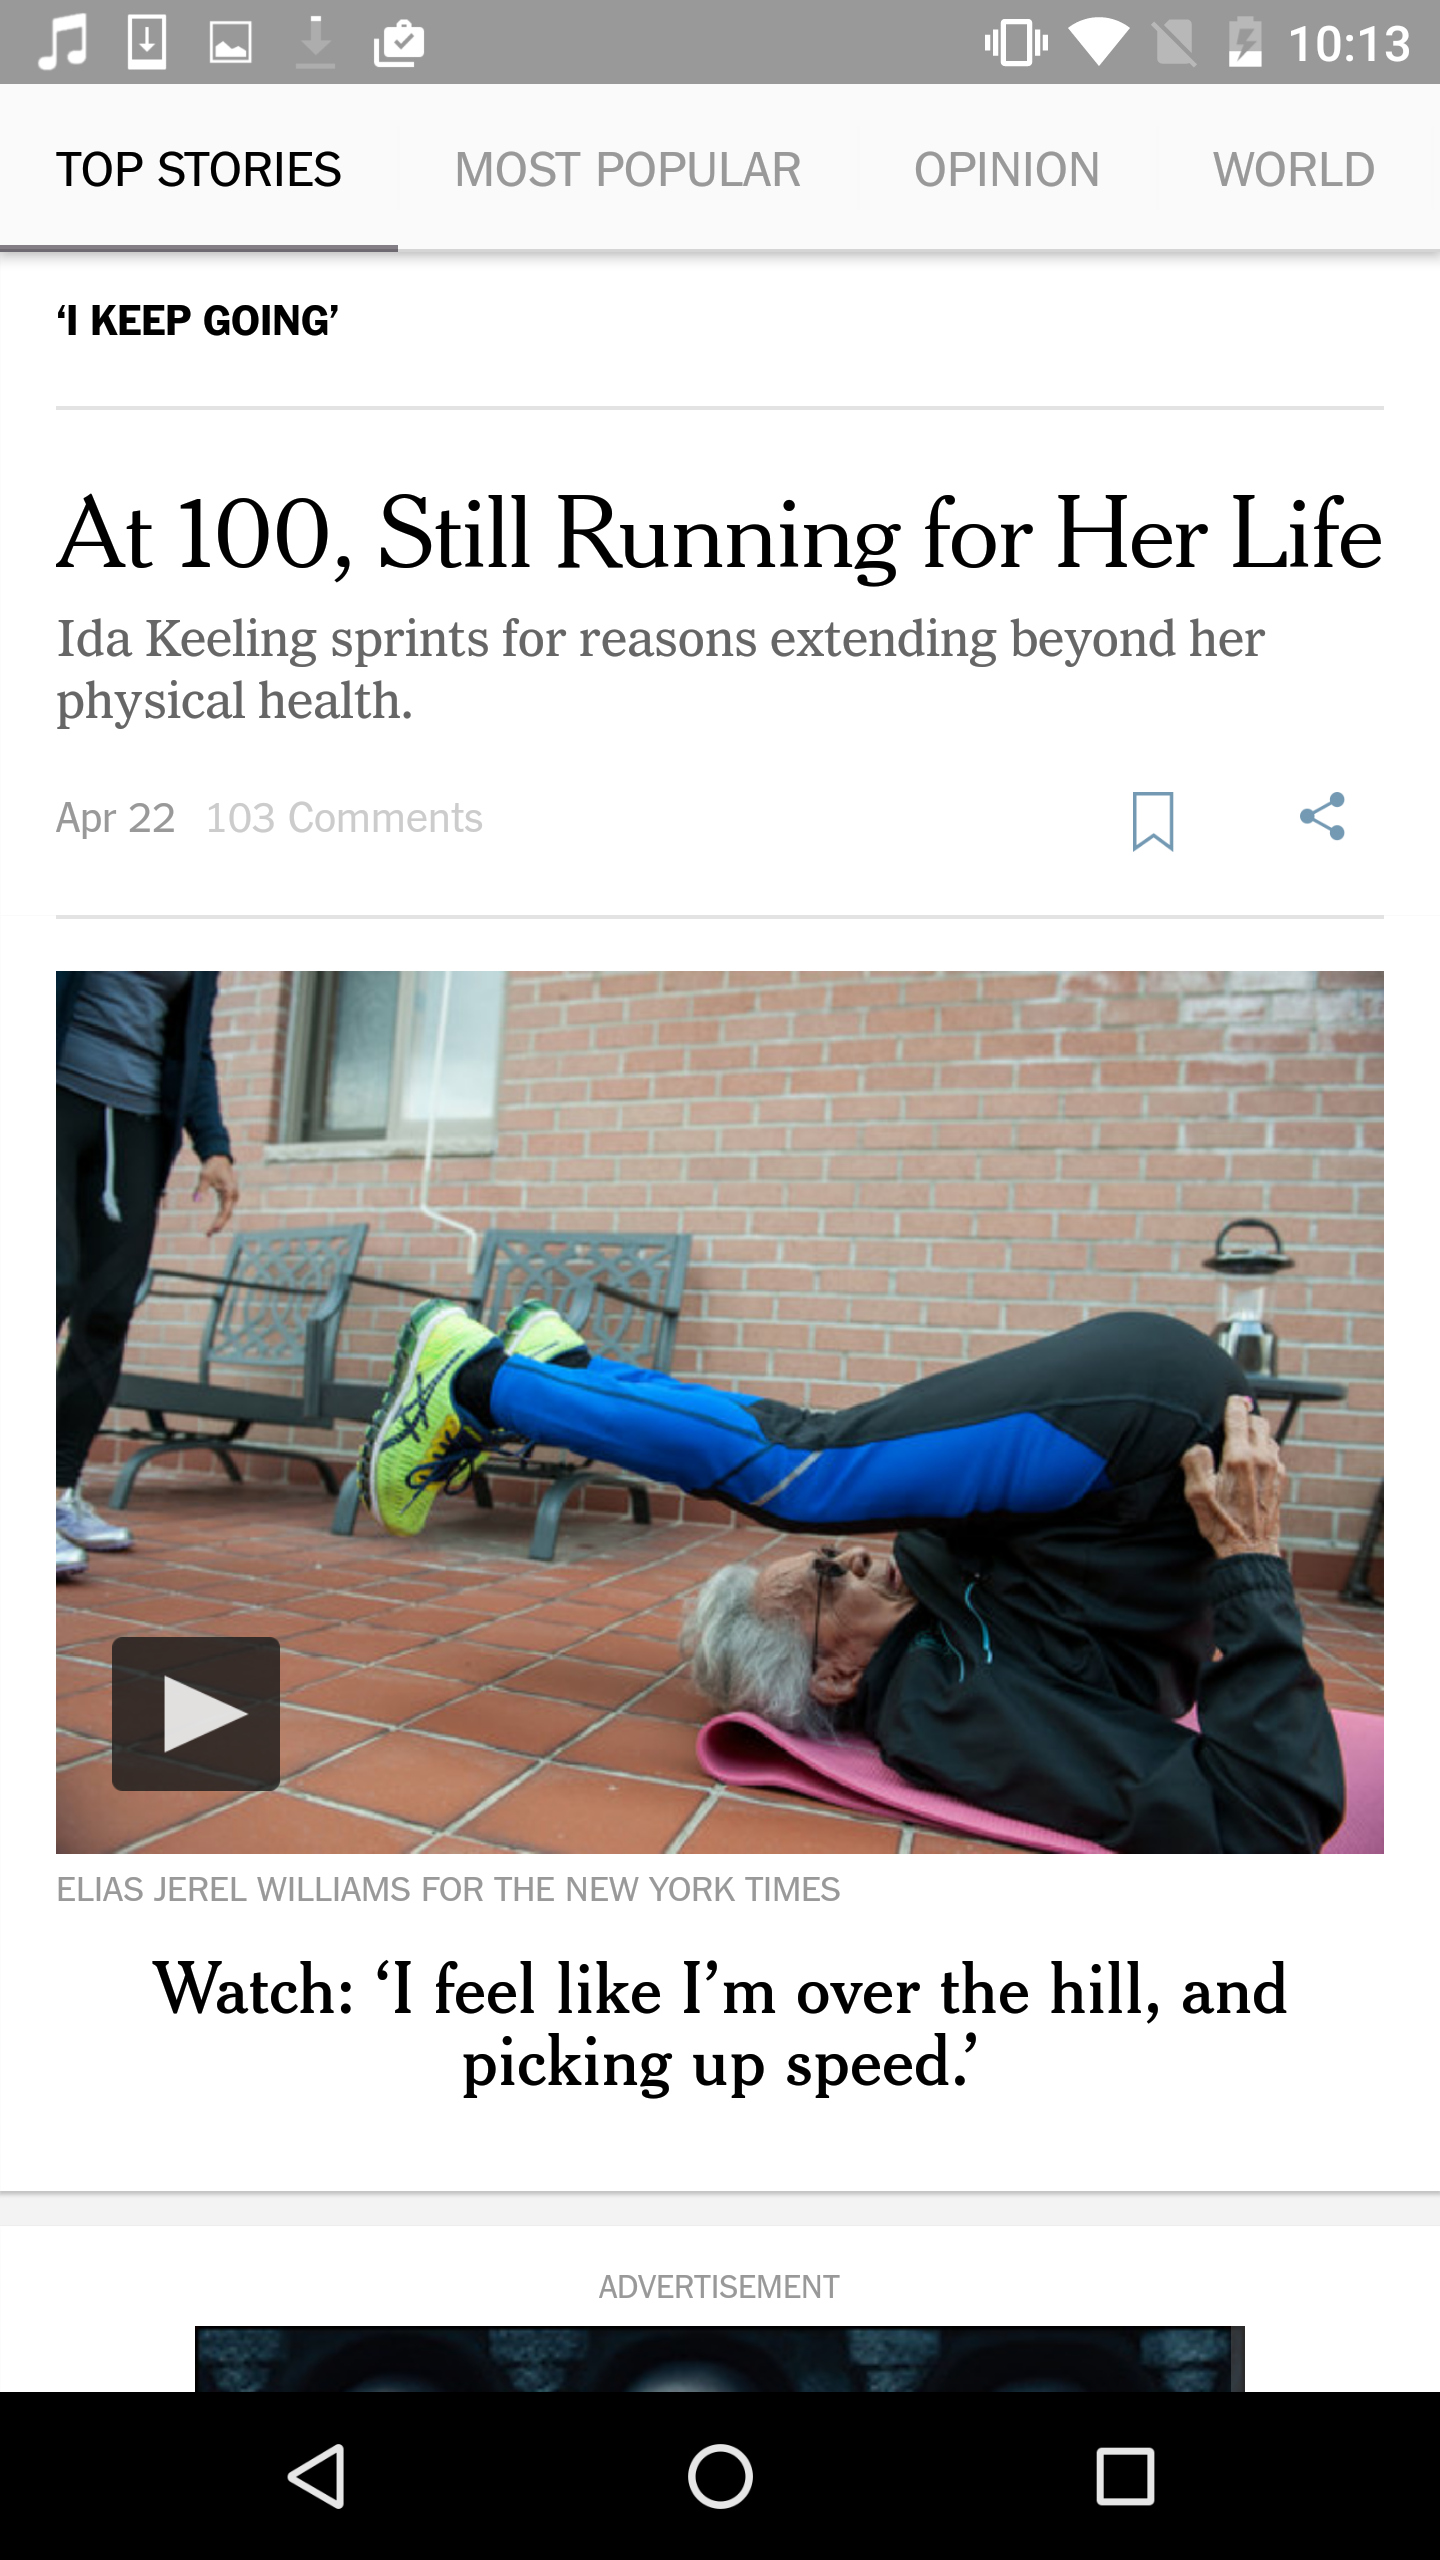 10:13
TOP STORIES
MOST POPULAR
OPINION
WORLD
‘I KEEP GOING’
At 100, Still Running for Her Life
Ida Keeling sprints for reasons extending beyond her
physical health.
Apr 22
103 Comments
ELIAS JEREL WILLIAMS FOR THE NEW YORK TIMES
Watch: ‘I feel like I’m over the hill, and
picking up speed.’
ADVERTISEMENT